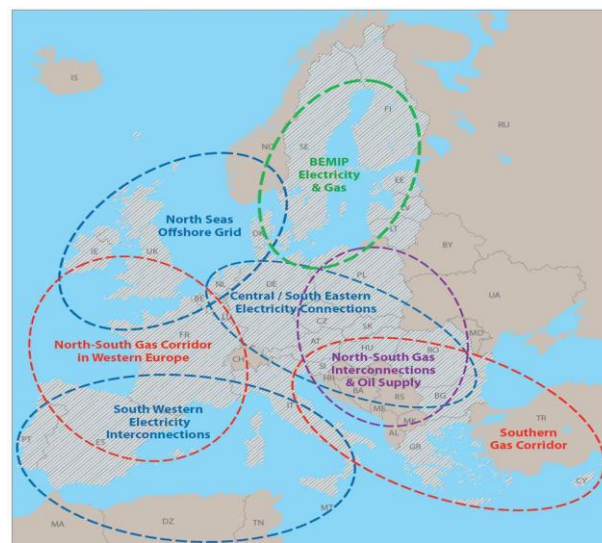 IS
FI
NO
SE
RU
BEMIP
Electricity
& Gas
EE
LV
North Seas
Offshore Grid
DK
LT
IE
UK
BY
NL
DE
PL
BE
Central / South Eastern
Electricity Connections
UA
LU
CZ
SK
FR
North-South Gas Corridor
in Western Europe
AT
HU
MD
RO
CH
North-South Gas
Interconnections
& Oil Supply
SI
HR
BA
RS
South Western
Electricity
Interconnections
IT
ME
BG
PT
ES
MK
AL
TR
Southern
Gas Corridor
GR
CY
MT
MA
DZ
TN